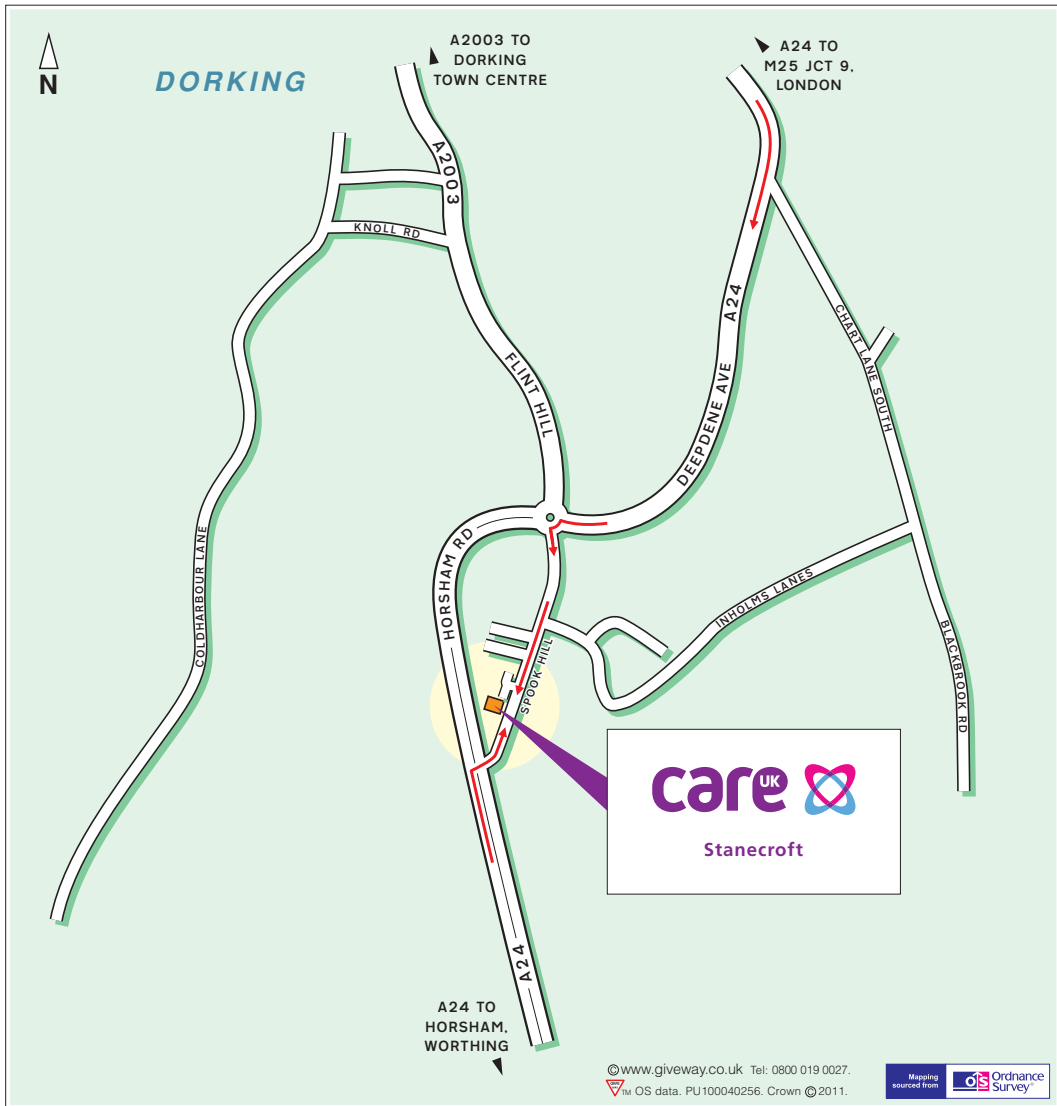 N
DORKING
A2003 TO
DORKING
TOWN CENTRE
A24 TO
M25 JCT 9,
LONDON
A2003
KNOLL RD
FLINT HILL
A24
DEEPDENE AVE
CHART LANE SOUTH
HORSHAM RD
COLDHARBOUR LANE
INHOLMS LANES
SPOOK HILL
BLACKBROOK RD
care UK
Stanecroft
A24
A24 TO
HORSHAM,
WORTHING
© www.giveway.co.uk Tel: 0800 019 0027.
TM OS data. PU100040256. Crown © 2011.
Mapping
sourced from
OS Ordnance
Survey®